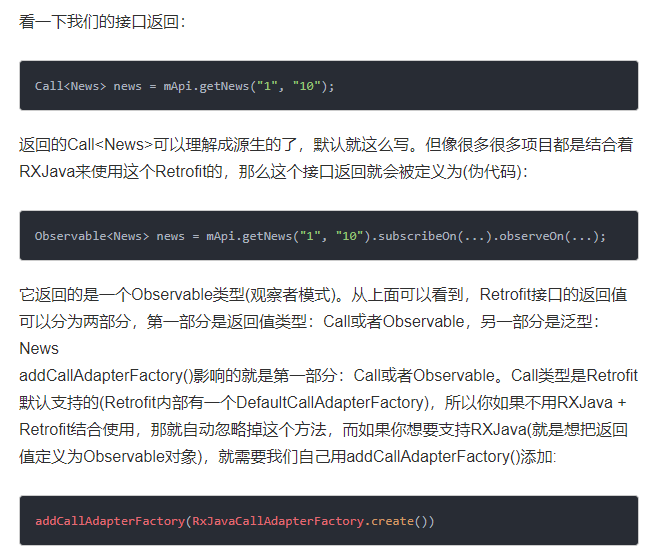 看一下我们的接口返回：
Call<News> news = mApi.getNews("1", "10");
返回的Call<News>可以理解成源生的了，默认就这么写。但像很多很多项目都是结合着
RXJava来使用这个Retrofit的，那么这个接口返回就会被定义为(伪代码)：
Observable<News> news = mApi.getNews("1", "10").subscribeOn(...).observeOn(...);
它返回的是一个Observable类型(观察者模式)。从上面可以看到，Retrofit接口的返回值
可以分为两部分，第一部分是返回值类型：Call或者Observable，另一部分是泛型：
News
addCallAdapterFactory()影响的就是第一部分：Call或者Observable。Call类型是Retrofit
默认支持的(Retrofit内部有一个DefaultCallAdapterFactory)，所以你如果不用RXJava +
Retrofit结合使用，那就自动忽略掉这个方法，而如果你想要支持RXJava(就是想把返回
值定义为Observable对象)，就需要我们自己用addCallAdapterFactory()添加:
addCallAdapterFactory(RxJavaCallAdapterFactory.create())